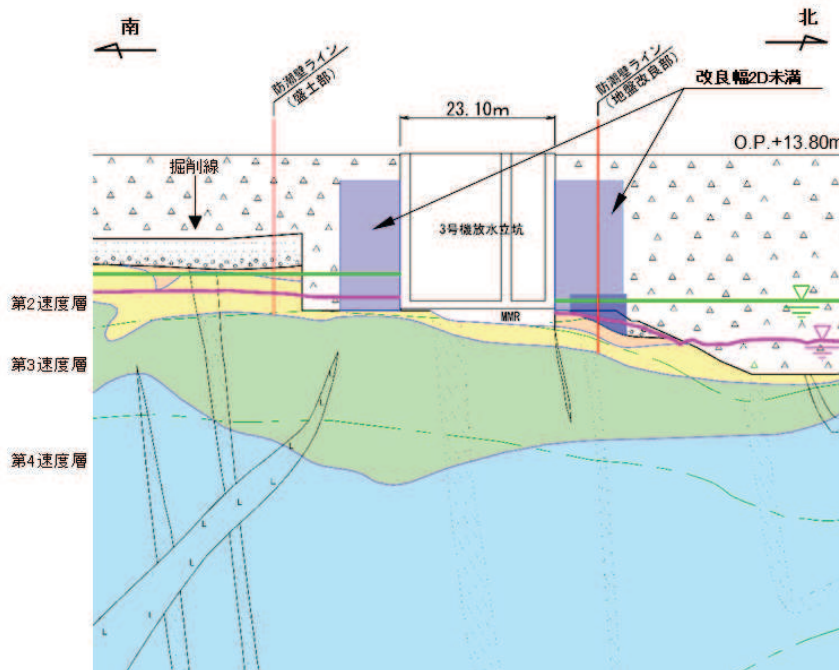 南
北
防潮壁ライン
(盛土部)
防潮壁ライン
(地盤改良部)
改良幅2D未満
23.10m
O.P.+13.80m
掘削線
3号機放水立坑
第2速度層
MMR
第3速度層
第4速度層
L
L
L
L
L
L